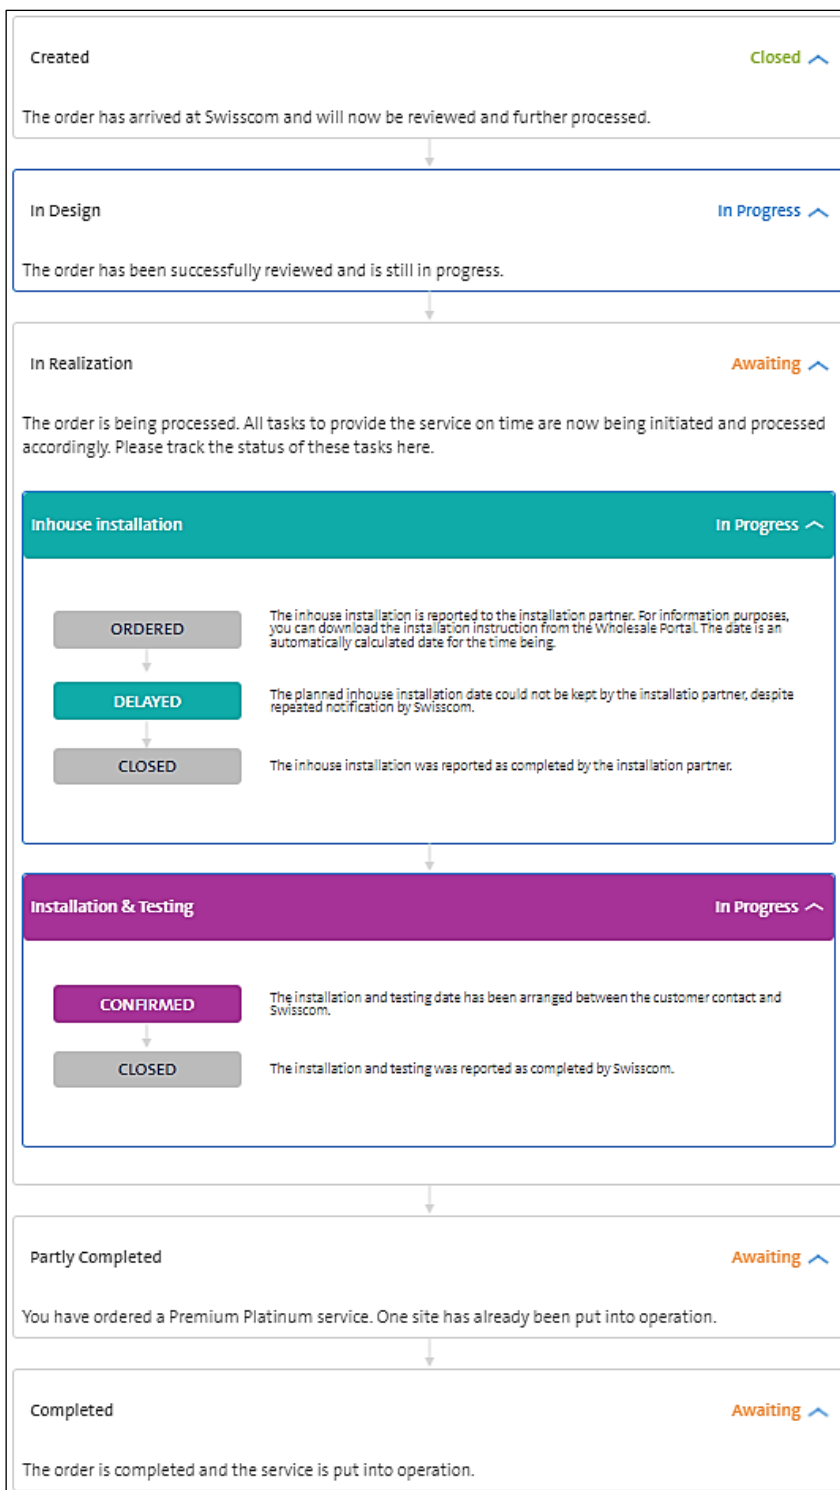 Created
Closed
The order has arrived at Swisscom and will now be reviewed and further processed.
In Design
In Progress
The order has been successfully reviewed and is still in progress.
In Realization
Awaiting
The order is being processed. All tasks to provide the service on time are now being initiated and processed
accordingly. Please track the status of these tasks here.
Inhouse installation
In Progress
ORDERED
The inhouse installation is reported to the installation partner. For information purposes,
you can download the installation instruction from the Wholesale Portal. The date is an
automatically calculated date for the time being.
DELAYED
The planned inhouse installation date could not be kept by the installatio partner, despite
repeated notification by Swisscom.
CLOSED
The inhouse installation was reported as completed by the installation partner.
Installation & Testing
In Progress
CONFIRMED
The installation and testing date has been arranged between the customer contact and
Swisscom.
CLOSED
The installation and testing was reported as completed by Swisscom.
Partly Completed
Awaiting
You have ordered a Premium Platinum service. One site has already been put into operation.
Completed
Awaiting
The order is completed and the service is put into operation.